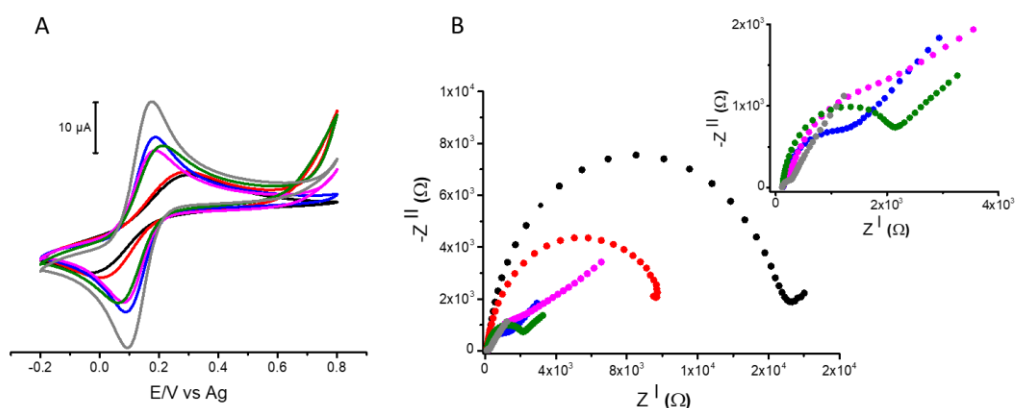 A
10 µA
-0.2 0.0 0.2 0.4 0.6 0.8
E/V vs Ag
B
1x10⁴
8x10³
6x10³
4x10³
2x10³
0
-Z^II (Ω)
0 4x10³ 8x10³ 1x10⁴ 2x10⁴ 2x10⁴
Z^I (Ω)
2x10³
1x10³
0
-Z^II (Ω)
0 2x10³ 4x10³
Z^I (Ω)